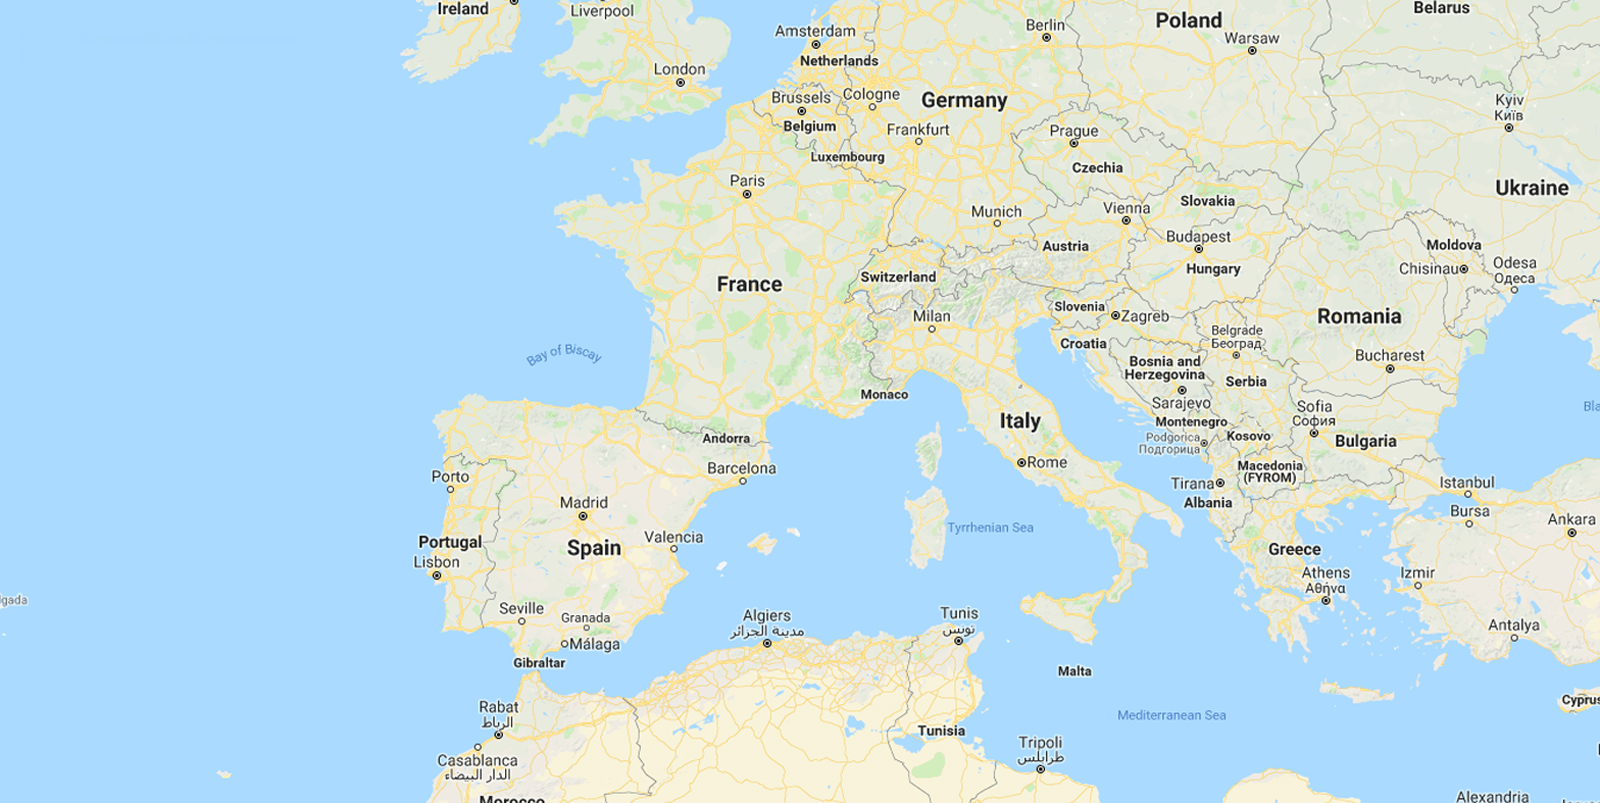 Ireland
Liverpool
London
Amsterdam
Netherlands
Berlin
Poland
Warsaw
Belarus
Brussels
Belgium
Cologne
Germany
Frankfurt
Luxembourg
Prague
Czechia
Kyiv
Київ
Ukraine
Paris
Munich
Vienna
Slovakia
Austria
Budapest
Hungary
Moldova
Chisinau
Odesa
Одеса
France
Switzerland
Milan
Slovenia
Zagreb
Croatia
Belgrade
Београд
Romania
Bucharest
Bay of Biscay
Monaco
Bosnia and
Herzegovina
Sarajevo
Serbia
Italy
Montenegro
Podgorica
Подгорица
Kosovo
Sofia
София
Bulgaria
Andorra
Barcelona
Rome
Macedonia
(FYROM)
Tirana
Albania
Istanbul
Bursa
Ankara
Porto
Madrid
Spain
Valencia
Portugal
Lisbon
Tyrrhenian Sea
Greece
Athens
Αθήνα
Izmir
Antalya
Seville
Granada
Málaga
Gibraltar
Algiers
مدينة الجزائر
Tunis
تونس
Malta
Mediterranean Sea
Cyprus
Rabat
الرباط
Casablanca
الدار البيضاء
Morocco
Tunisia
Tripoli
طرابلس
Alexandria